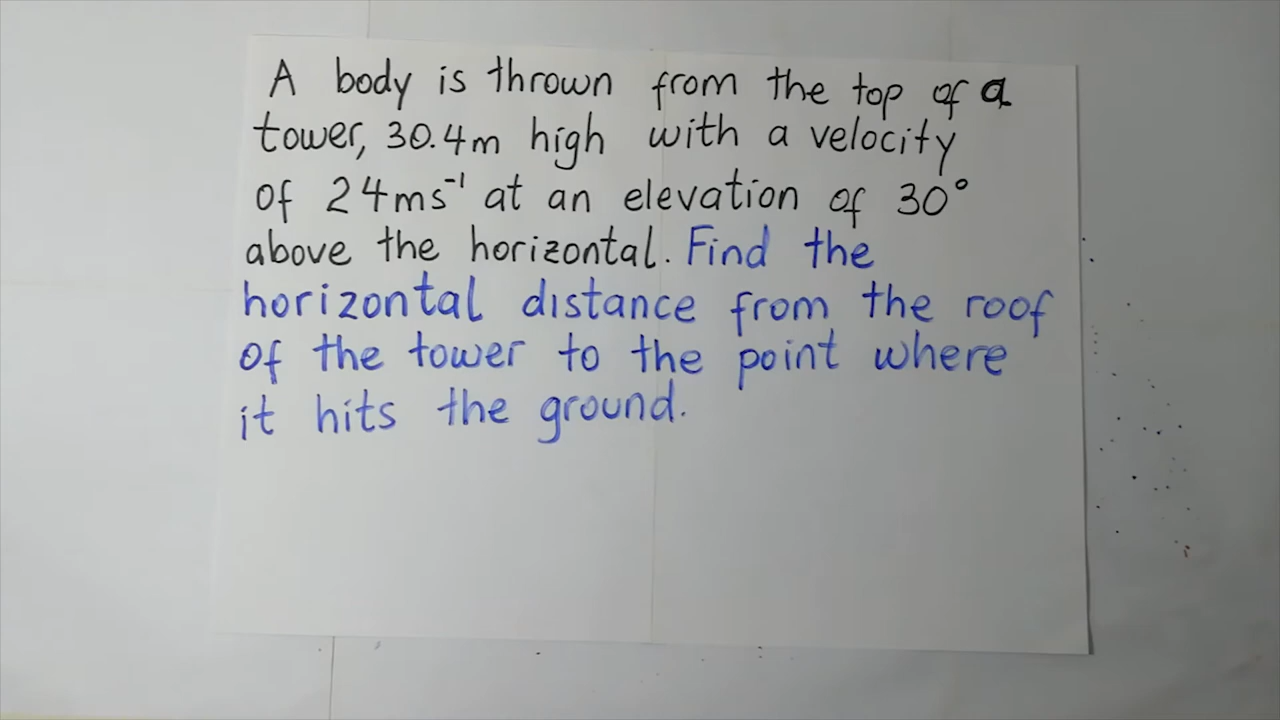 A body is thrown from the top of a
tower, 30.4m high with a velocity
of 24ms⁻¹ at an elevation of 30°
above the horizontal. Find the
horizontal distance from the roof
of the tower to the point where
it hits the ground.